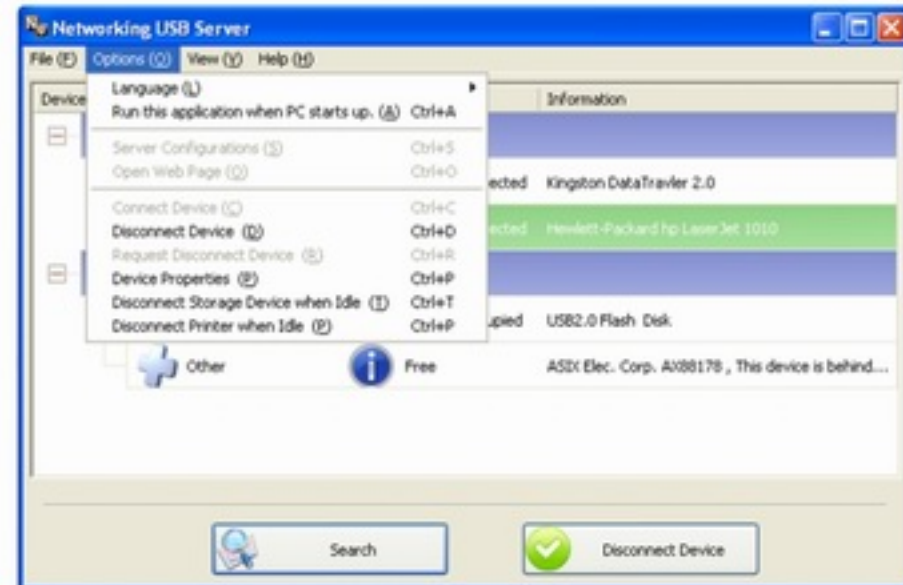 Networking USB Server
File (F) Options (O) View (V) Help (H)
Device
Information
Language (L)
Run this application when PC starts up. (A) Ctrl+A
Server Configurations (S) Ctrl+S
Open Web Page (O) Ctrl+O
Connect Device (C) Ctrl+C
Disconnect Device (D) Ctrl+D
Request Disconnect Device (R) Ctrl+R
Device Properties (P) Ctrl+P
Disconnect Storage Device when Idle (T) Ctrl+T
Disconnect Printer when Idle (P) Ctrl+P
ected Kingston DataTravler 2.0
ected Hewlett-Packard hp LaserJet 1010
upied USB2.0 Flash Disk
Other Free ASIX Elec. Corp. AX88178 , This device is behind....
Search Disconnect Device